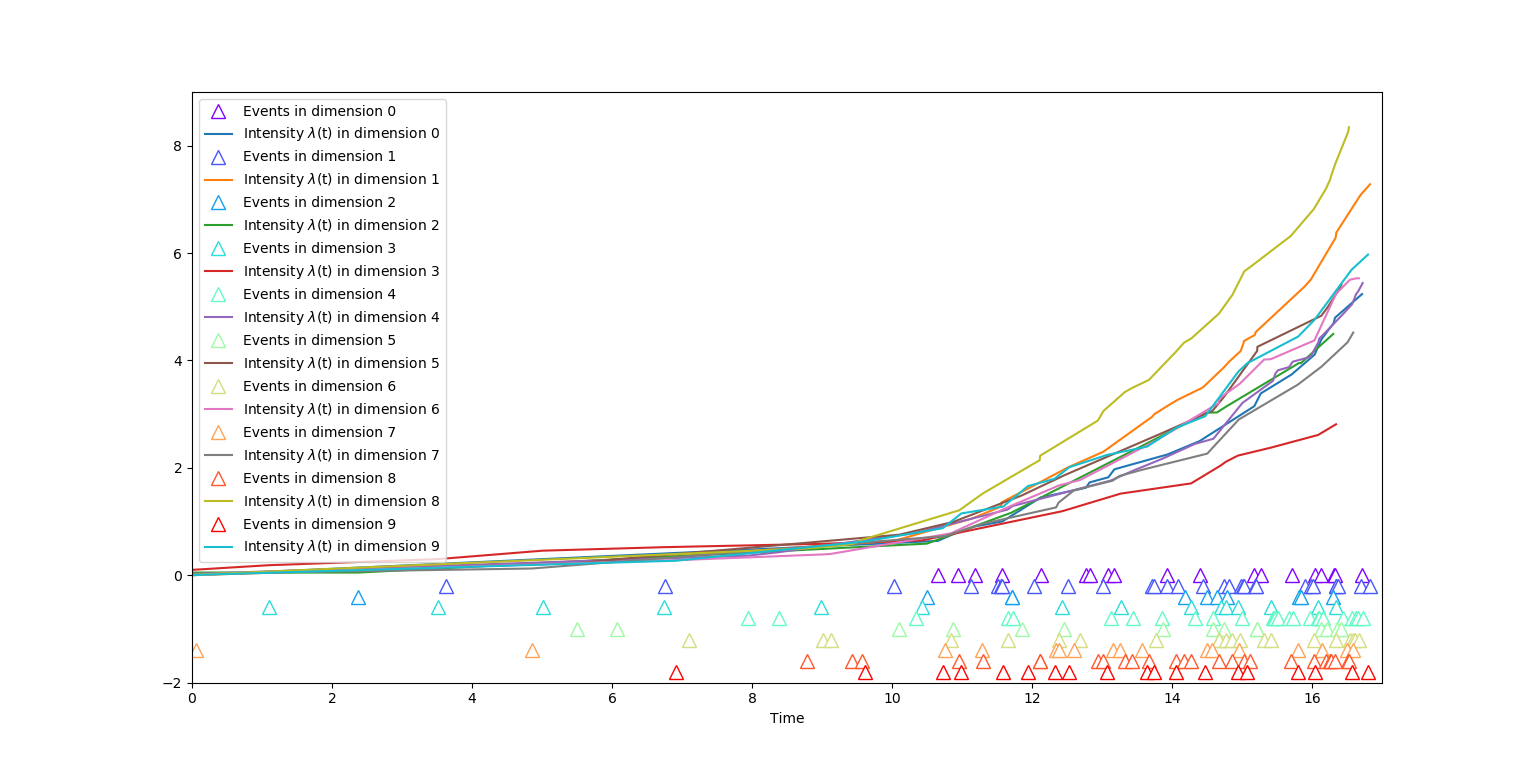 Events in dimension 0
Intensity λ(t) in dimension 0
Events in dimension 1
Intensity λ(t) in dimension 1
Events in dimension 2
Intensity λ(t) in dimension 2
Events in dimension 3
Intensity λ(t) in dimension 3
Events in dimension 4
Intensity λ(t) in dimension 4
Events in dimension 5
Intensity λ(t) in dimension 5
Events in dimension 6
Intensity λ(t) in dimension 6
Events in dimension 7
Intensity λ(t) in dimension 7
Events in dimension 8
Intensity λ(t) in dimension 8
Events in dimension 9
Intensity λ(t) in dimension 9
8
6
4
2
0
−2
0 2 4 6 8 10 12 14 16
Time